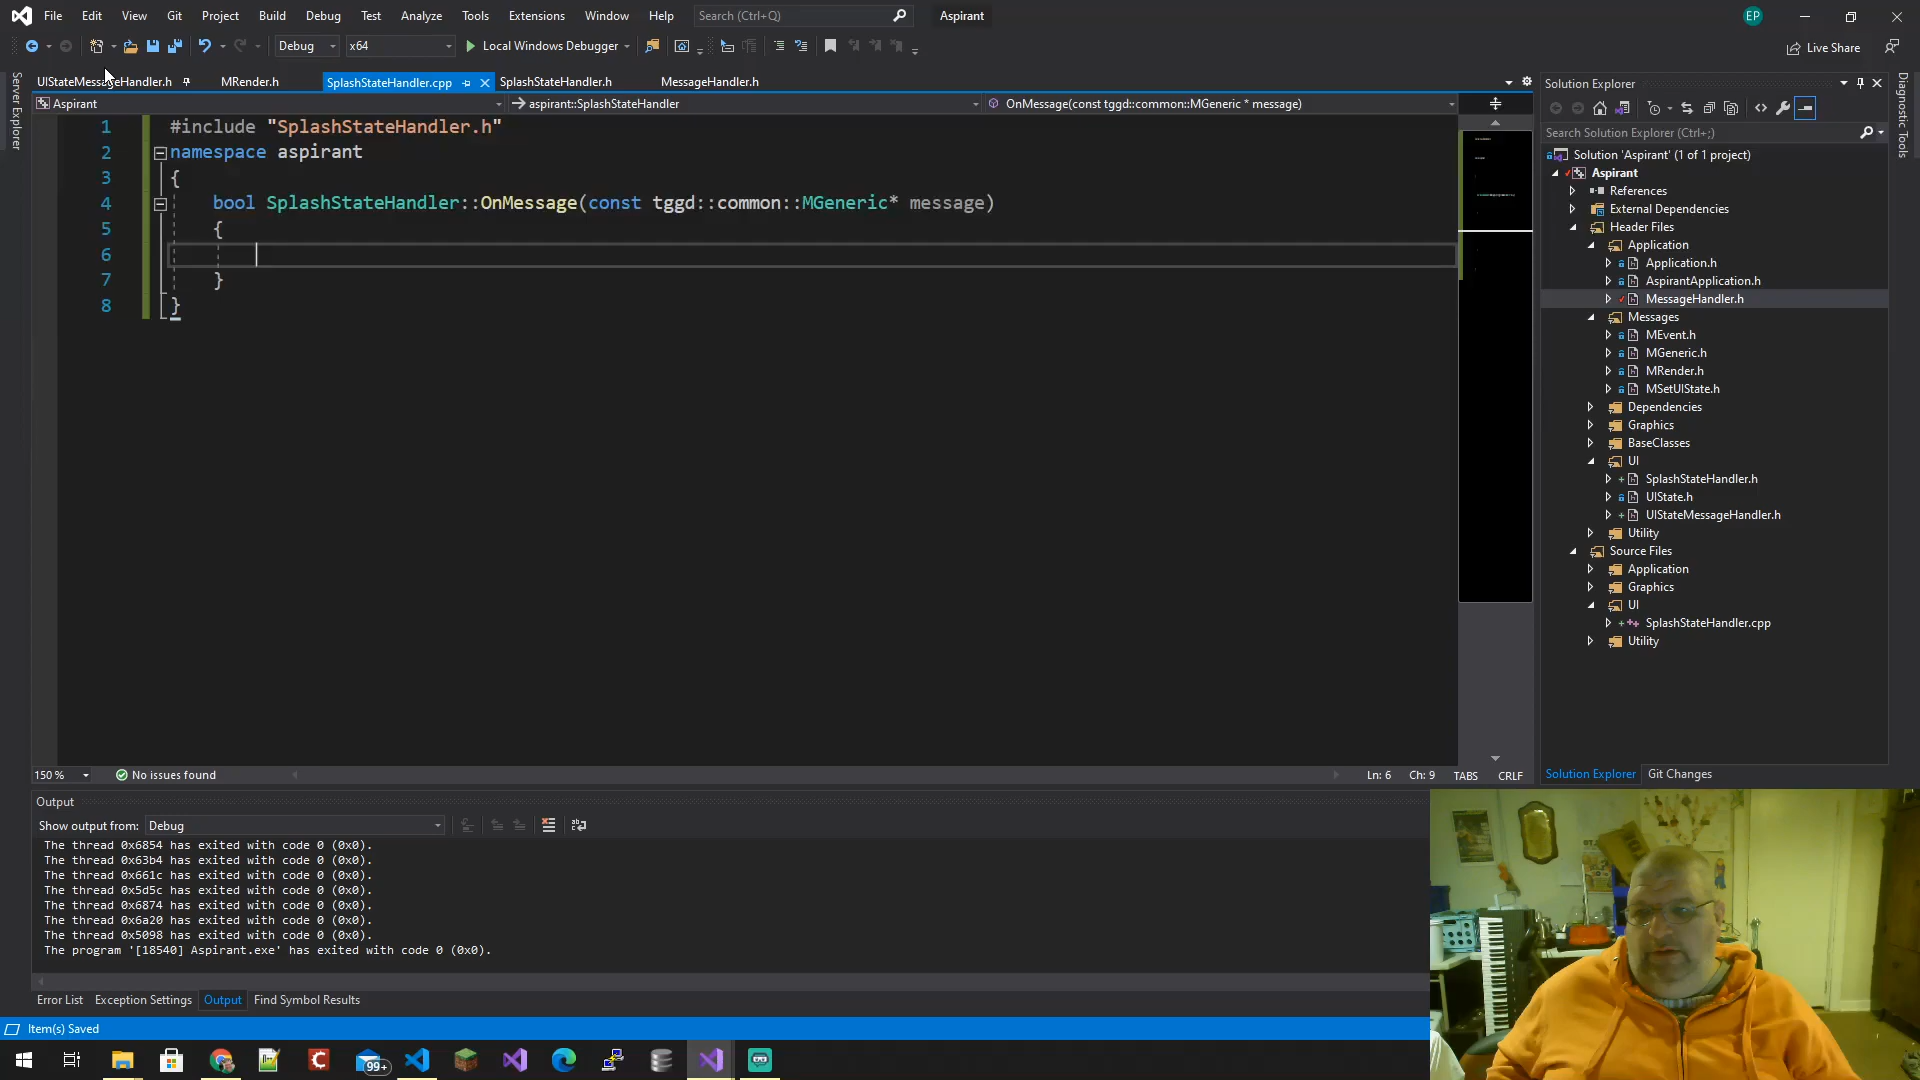 File Edit View Git Project Build Debug Test Analyze Tools Extensions Window Help Search (Ctrl+Q) Aspirant EP
Debug x64 Local Windows Debugger Live Share
UIStateMessageHandler.h MRender.h SplashStateHandler.cpp SplashStateHandler.h MessageHandler.h
Aspirant aspirant::SplashStateHandler OnMessage(const tggd::common::MGeneric * message)
1 #include "SplashStateHandler.h"
2 namespace aspirant
3 {
4 bool SplashStateHandler::OnMessage(const tggd::common::MGeneric* message)
5 {
6
7 }
8 }
150 % No issues found Ln: 6 Ch: 9 TABS CRLF
Output
Show output from: Debug
The thread 0x6854 has exited with code 0 (0x0).
The thread 0x63b4 has exited with code 0 (0x0).
The thread 0x661c has exited with code 0 (0x0).
The thread 0x5d5c has exited with code 0 (0x0).
The thread 0x6874 has exited with code 0 (0x0).
The thread 0x6a20 has exited with code 0 (0x0).
The thread 0x5098 has exited with code 0 (0x0).
The program '[18540] Aspirant.exe' has exited with code 0 (0x0).
Error List Exception Settings Output Find Symbol Results
Item(s) Saved
99+
Server Explorer
Solution Explorer
Search Solution Explorer (Ctrl+;)
Solution 'Aspirant' (1 of 1 project)
Aspirant
References
External Dependencies
Header Files
Application
Application.h
AspirantApplication.h
MessageHandler.h
Messages
MEvent.h
MGeneric.h
MRender.h
MSetUIState.h
Dependencies
Graphics
BaseClasses
UI
SplashStateHandler.h
UIState.h
UIStateMessageHandler.h
Utility
Source Files
Application
Graphics
UI
SplashStateHandler.cpp
Utility
Solution Explorer Git Changes
Diagnostic Tools